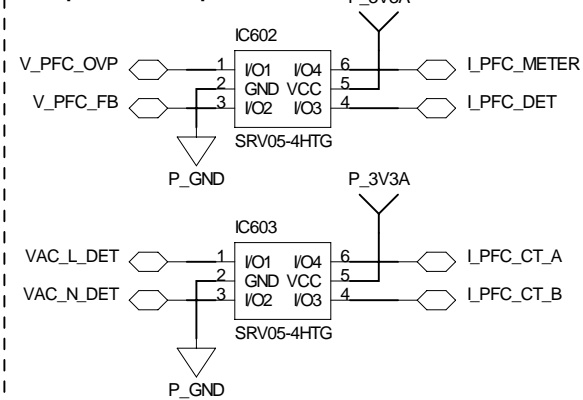 IC602
V_PFC_OVP 1 I/O1 I/O4 6 I_PFC_METER
2 GND VCC 5
V_PFC_FB 3 I/O2 I/O3 4 I_PFC_DET
SRV05-4HTG
P_GND
P_3V3A
IC603
VAC_L_DET 1 I/O1 I/O4 6 I_PFC_CT_A
2 GND VCC 5
VAC_N_DET 3 I/O2 I/O3 4 I_PFC_CT_B
SRV05-4HTG
P_GND